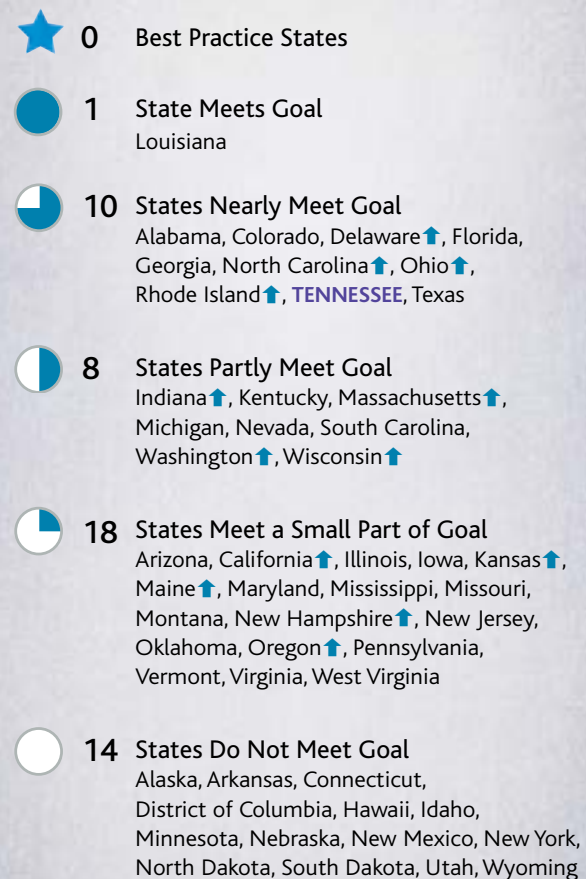 0 Best Practice States
1 State Meets Goal
Louisiana
10 States Nearly Meet Goal
Alabama, Colorado, Delaware⬆, Florida,
Georgia, North Carolina⬆, Ohio⬆,
Rhode Island⬆, TENNESSEE, Texas
8 States Partly Meet Goal
Indiana⬆, Kentucky, Massachusetts⬆,
Michigan, Nevada, South Carolina,
Washington⬆, Wisconsin⬆
18 States Meet a Small Part of Goal
Arizona, California⬆, Illinois, Iowa, Kansas⬆,
Maine⬆, Maryland, Mississippi, Missouri,
Montana, New Hampshire⬆, New Jersey,
Oklahoma, Oregon⬆, Pennsylvania,
Vermont, Virginia, West Virginia
14 States Do Not Meet Goal
Alaska, Arkansas, Connecticut,
District of Columbia, Hawaii, Idaho,
Minnesota, Nebraska, New Mexico, New York,
North Dakota, South Dakota, Utah, Wyoming